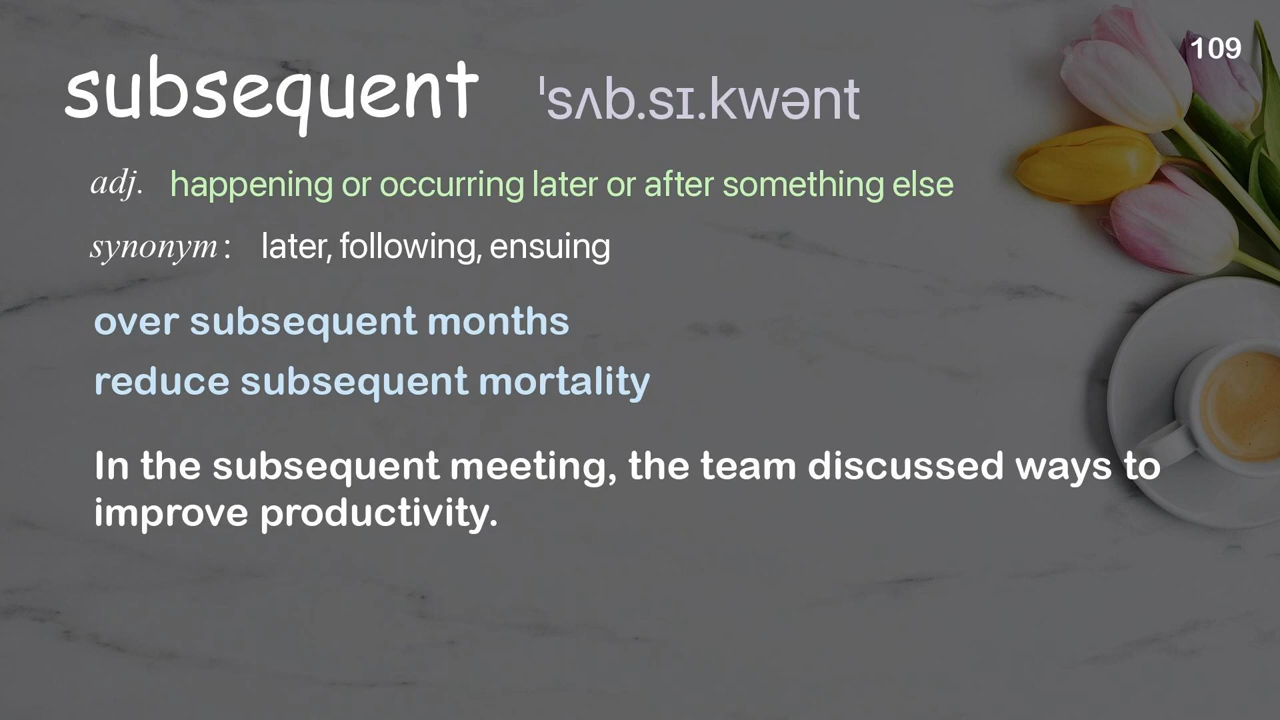 109
subsequent ˈsʌb.sɪ.kwənt
adj. happening or occurring later or after something else
synonym: later, following, ensuing
over subsequent months
reduce subsequent mortality
In the subsequent meeting, the team discussed ways to
improve productivity.